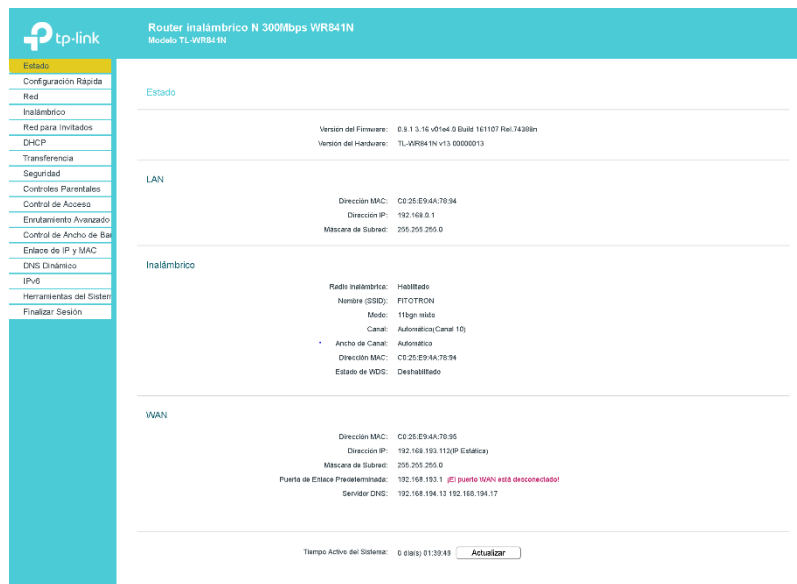 tp-link
Router inalámbrico N 300Mbps WR841N
Modelo TL-WR841N
Estado
Configuración Rápida
Red
Inalámbrico
Red para Invitados
DHCP
Transferencia
Seguridad
Controles Parentales
Control de Acceso
Enrutamiento Avanzado
Control de Ancho de Ban
Enlace de IP y MAC
DNS Dinámico
IPv6
Herramientas del Sistem
Finalizar Sesión
Estado
Versión del Firmware: 0.9.1 3.16 v01e4.0 Build 161107 Rel.74388n
Versión del Hardware: TL-WR841N v13 00000013
LAN
Dirección MAC: C0:25:E9:4A:78:94
Dirección IP: 192.168.0.1
Máscara de Subred: 255.255.255.0
Inalámbrico
Radio Inalámbrica: Habilitado
Nombre (SSID): FITOTRON
Modo: 11bgn mixto
Canal: Automático(Canal 10)
Ancho de Canal: Automático
Dirección MAC: C0:25:E9:4A:78:94
Estado de WDS: Deshabilitado
WAN
Dirección MAC: C0:25:E9:4A:78:95
Dirección IP: 192.168.193.112(IP Estática)
Máscara de Subred: 255.255.255.0
Puerta de Enlace Predeterminada: 192.168.193.1 ¡El puerto WAN está desconectado!
Servidor DNS: 192.168.194.13 192.168.194.17
Tiempo Activo del Sistema: 0 día(s) 01:39:49 Actualizar